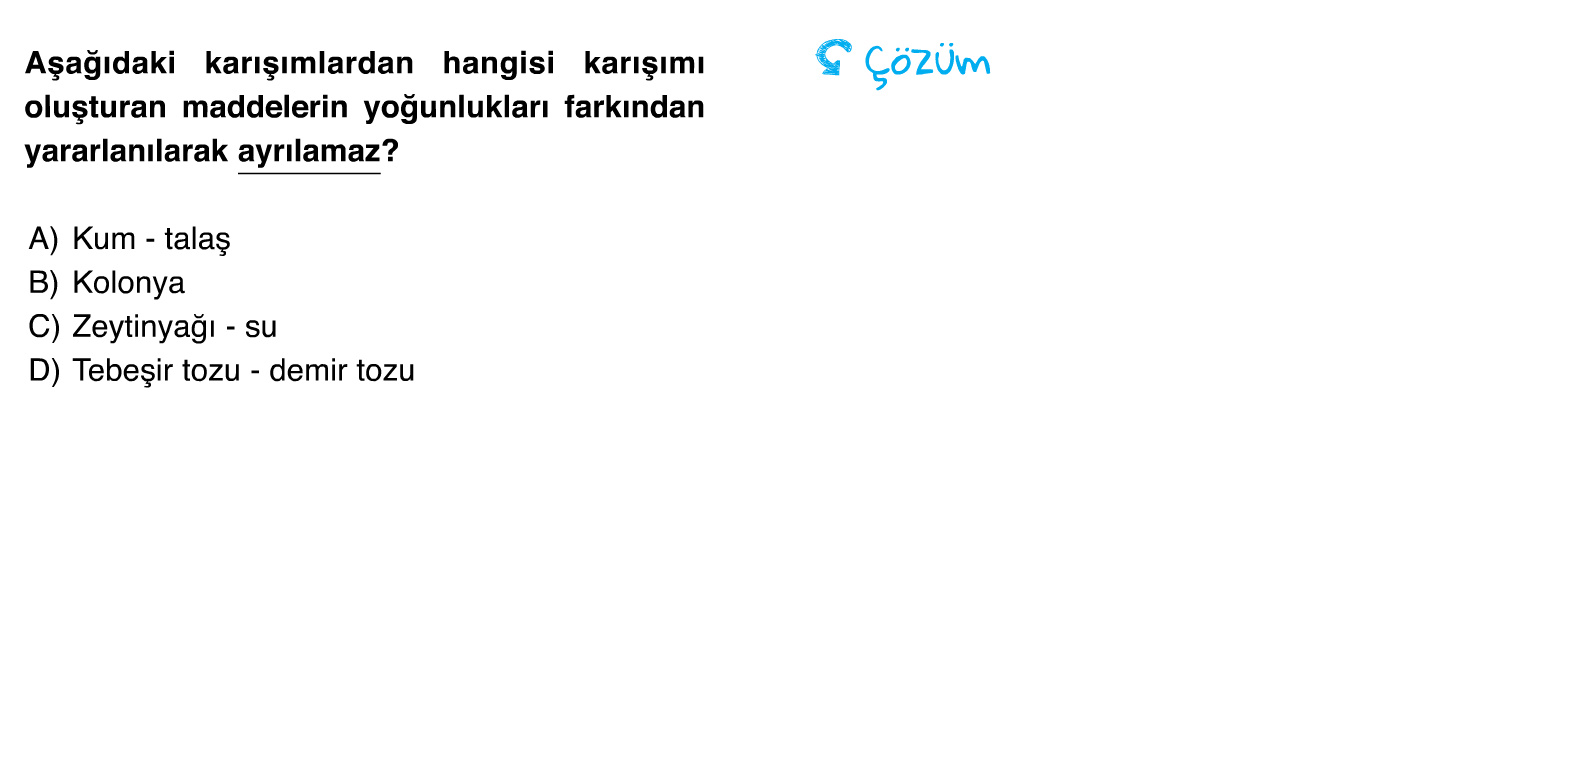 Aşağıdaki karışımlardan hangisi karışımı
oluşturan maddelerin yoğunlukları farkından
yararlanılarak ayrılamaz?
A) Kum - talaş
B) Kolonya
C) Zeytinyağı - su
D) Tebeşir tozu - demir tozu
Çözüm